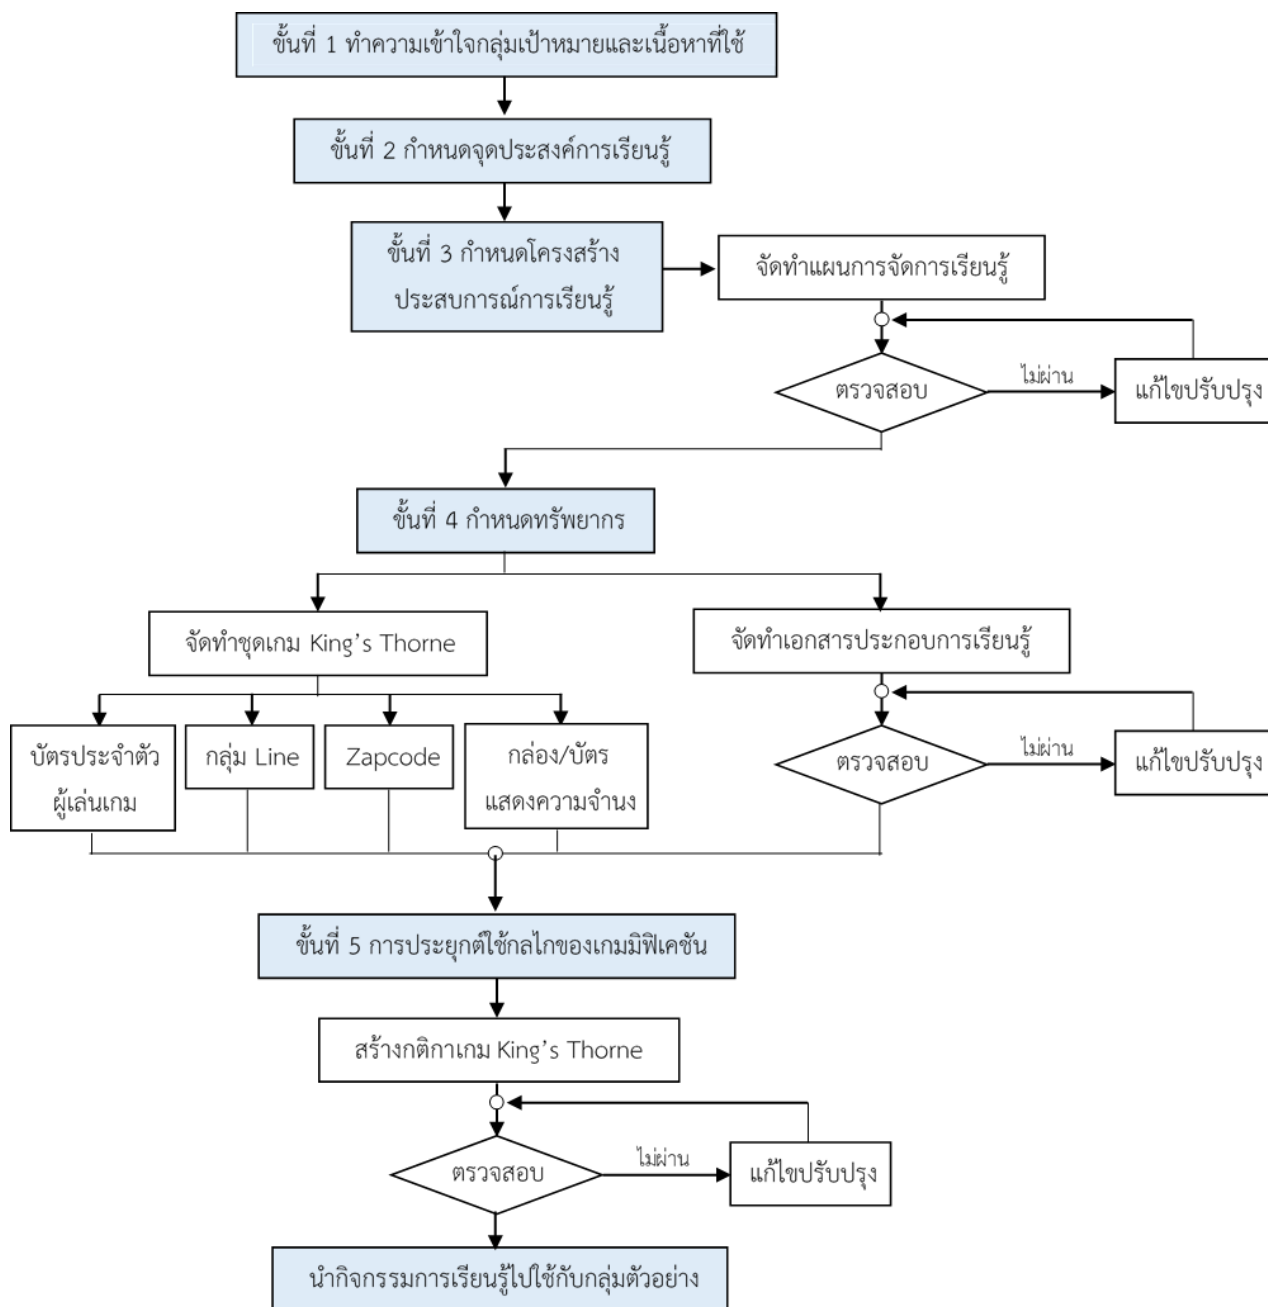 ขั้นที่ 1 ทำความเข้าใจกลุ่มเป้าหมายและเนื้อหาที่ใช้
ขั้นที่ 2 กำหนดจุดประสงค์การเรียนรู้
ขั้นที่ 3 กำหนดโครงสร้าง
ประสบการณ์การเรียนรู้
จัดทำแผนการจัดการเรียนรู้
ตรวจสอบ
ไม่ผ่าน
แก้ไขปรับปรุง
ขั้นที่ 4 กำหนดทรัพยากร
จัดทำชุดเกม King's Thorne
จัดทำเอกสารประกอบการเรียนรู้
บัตรประจำตัว
ผู้เล่นเกม
กลุ่ม Line
Zapcode
กล่อง/บัตร
แสดงความจำนง
ตรวจสอบ
ไม่ผ่าน
แก้ไขปรับปรุง
ขั้นที่ 5 การประยุกต์ใช้กลไกของเกมมิฟิเคชัน
สร้างกติกาเกม King's Thorne
ตรวจสอบ
ไม่ผ่าน
แก้ไขปรับปรุง
นำกิจกรรมการเรียนรู้ไปใช้กับกลุ่มตัวอย่าง